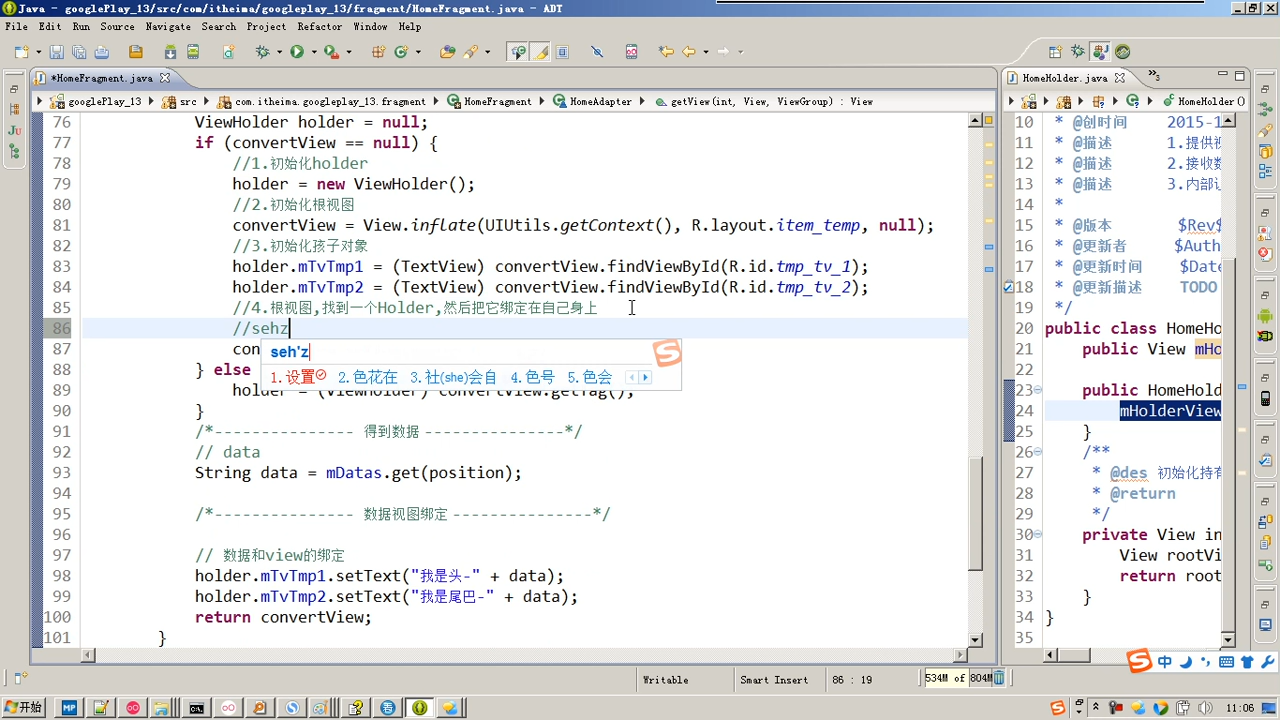 Java - googlePlay_13/src/com/itheima/googleplay_13/fragment/HomeFragment.java - ADT
File Edit Run Source Navigate Search Project Refactor Window Help
*HomeFragment.java
googlePlay_13 src com.itheima.googleplay_13.fragment HomeFragment HomeAdapter getView(int, View, ViewGroup) : View
76 ViewHolder holder = null;
77 if (convertView == null) {
78 //1.初始化holder
79 holder = new ViewHolder();
80 //2.初始化根视图
81 convertView = View.inflate(UIUtils.getContext(), R.layout.item_temp, null);
82 //3.初始化孩子对象
83 holder.mTvTmp1 = (TextView) convertView.findViewById(R.id.tmp_tv_1);
84 holder.mTvTmp2 = (TextView) convertView.findViewById(R.id.tmp_tv_2);
85 //4.根视图,找到一个Holder,然后把它绑定在自己身上
86 //sehz
87 con
seh'z
1.设置 2.色花在 3.社(she)会自 4.色号 5.色会
88 } else
89 holder = (ViewHolder) convertView.getTag();
90 }
91 /*-------------- 得到数据 ---------------*/
92 // data
93 String data = mDatas.get(position);
94
95 /*-------------- 数据视图绑定 ---------------*/
96
97 // 数据和view的绑定
98 holder.mTvTmp1.setText("我是头-" + data);
99 holder.mTvTmp2.setText("我是尾巴-" + data);
100 return convertView;
101 }
HomeHolder.java
»3
HomeHolder()
10 * @创时间 2015-1
11 * @描述 1.提供
12 * @描述 2.接收数
13 * @描述 3.内部
14 *
15 * @版本 $Rev$
16 * @更新者 $Auth
17 * @更新时间 $Date
18 * @更新描述 TODO
19 */
20 public class HomeHo
21 public View mHo
22
23 public HomeHold
24 mHolderView
25 }
26 /**
27 * @des 初始化持有
28 * @return
29 */
30 private View in
31 View rootVi
32 return root
33 }
34 }
35
中
Writable Smart Insert 86 : 19 534M of 804M
开始
MP
11:06